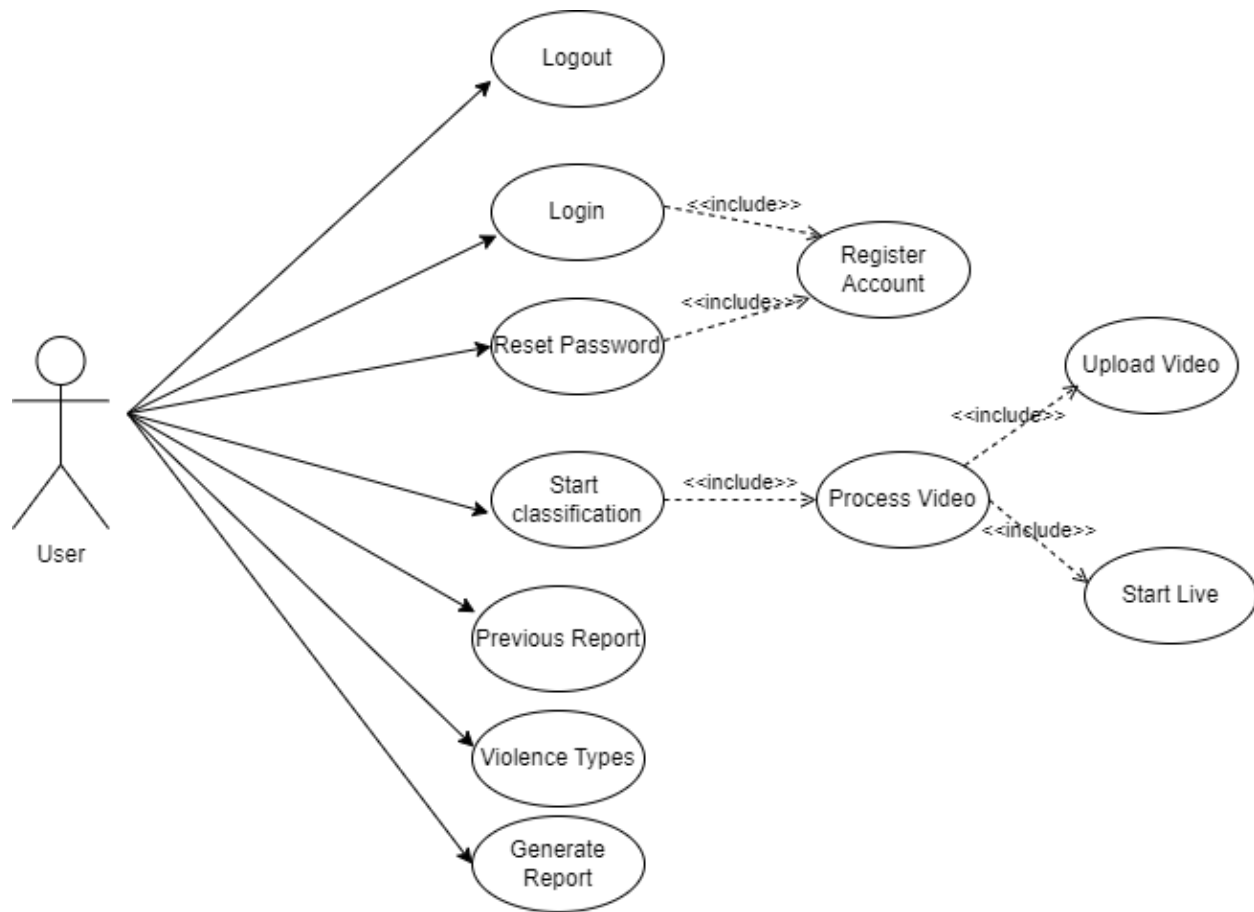 Logout
Login
<<include>>
Register
Account
<<include>>
Reset Password
Upload Video
<<include>>
Start
classification
<<include>>
Process Video
<<include>>
User
Start Live
Previous Report
Violence Types
Generate
Report